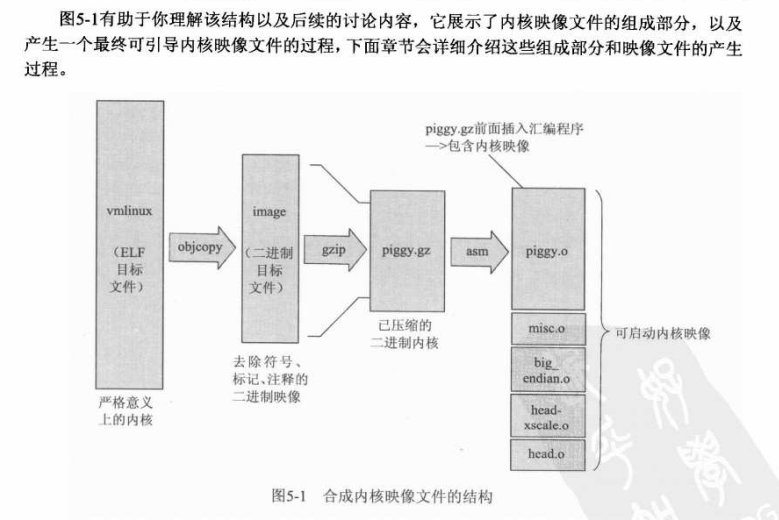 图5-1有助于你理解该结构以及后续的讨论内容，它展示了内核映像文件的组成部分，以及
产生一个最终可引导内核映像文件的过程，下面章节会详细介绍这些组成部分和映像文件的产生
过程。
piggy.gz前面插入汇编程序
—>包含内核映像
vmlinux
（ELF
目标
文件）
objcopy
image
（二进制
目标
文件）
gzip
piggy.gz
asm
piggy.o
misc.o
big_
endian.o
head-
xscale.o
head.o
可启动内核映像
已压缩的
二进制内核
去除符号、
标记、注释的
二进制映像
严格意义
上的内核
图5-1 合成内核映像文件的结构